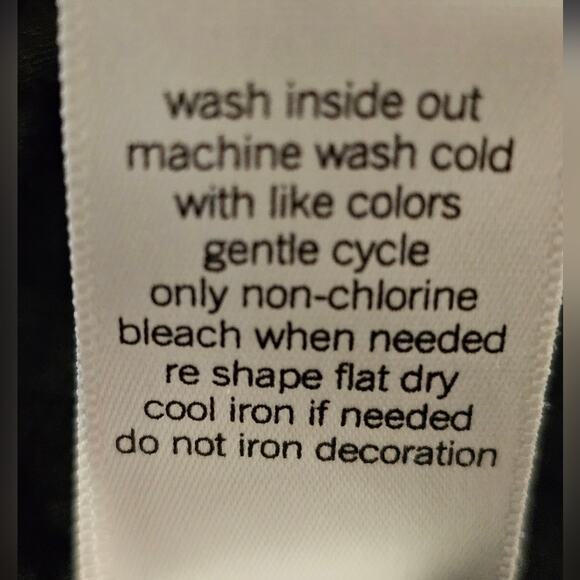 wash inside out
machine wash cold
with like colors
gentle cycle
only non-chlorine
bleach when needed
re shape flat dry
cool iron if needed
do not iron decoration